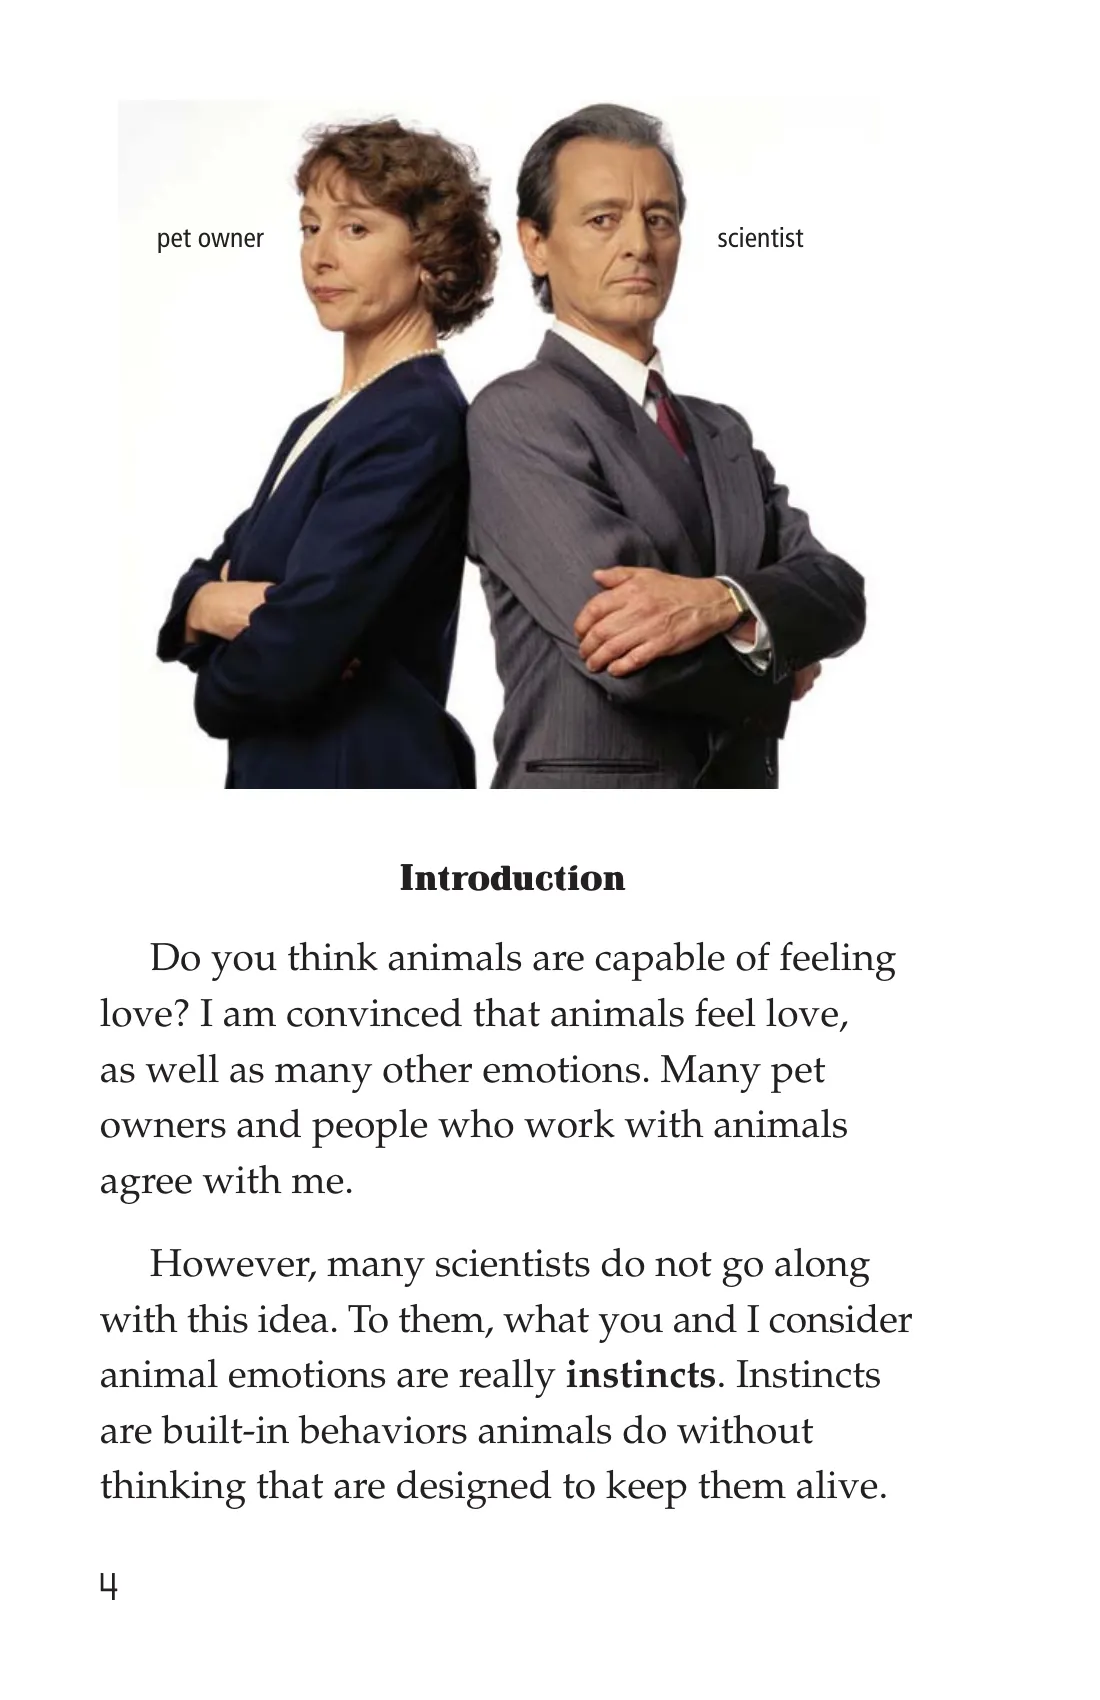 pet owner
scientist
Introduction
Do you think animals are capable of feeling
love? I am convinced that animals feel love,
as well as many other emotions. Many pet
owners and people who work with animals
agree with me.
However, many scientists do not go along
with this idea. To them, what you and I consider
animal emotions are really instincts. Instincts
are built-in behaviors animals do without
thinking that are designed to keep them alive.
4